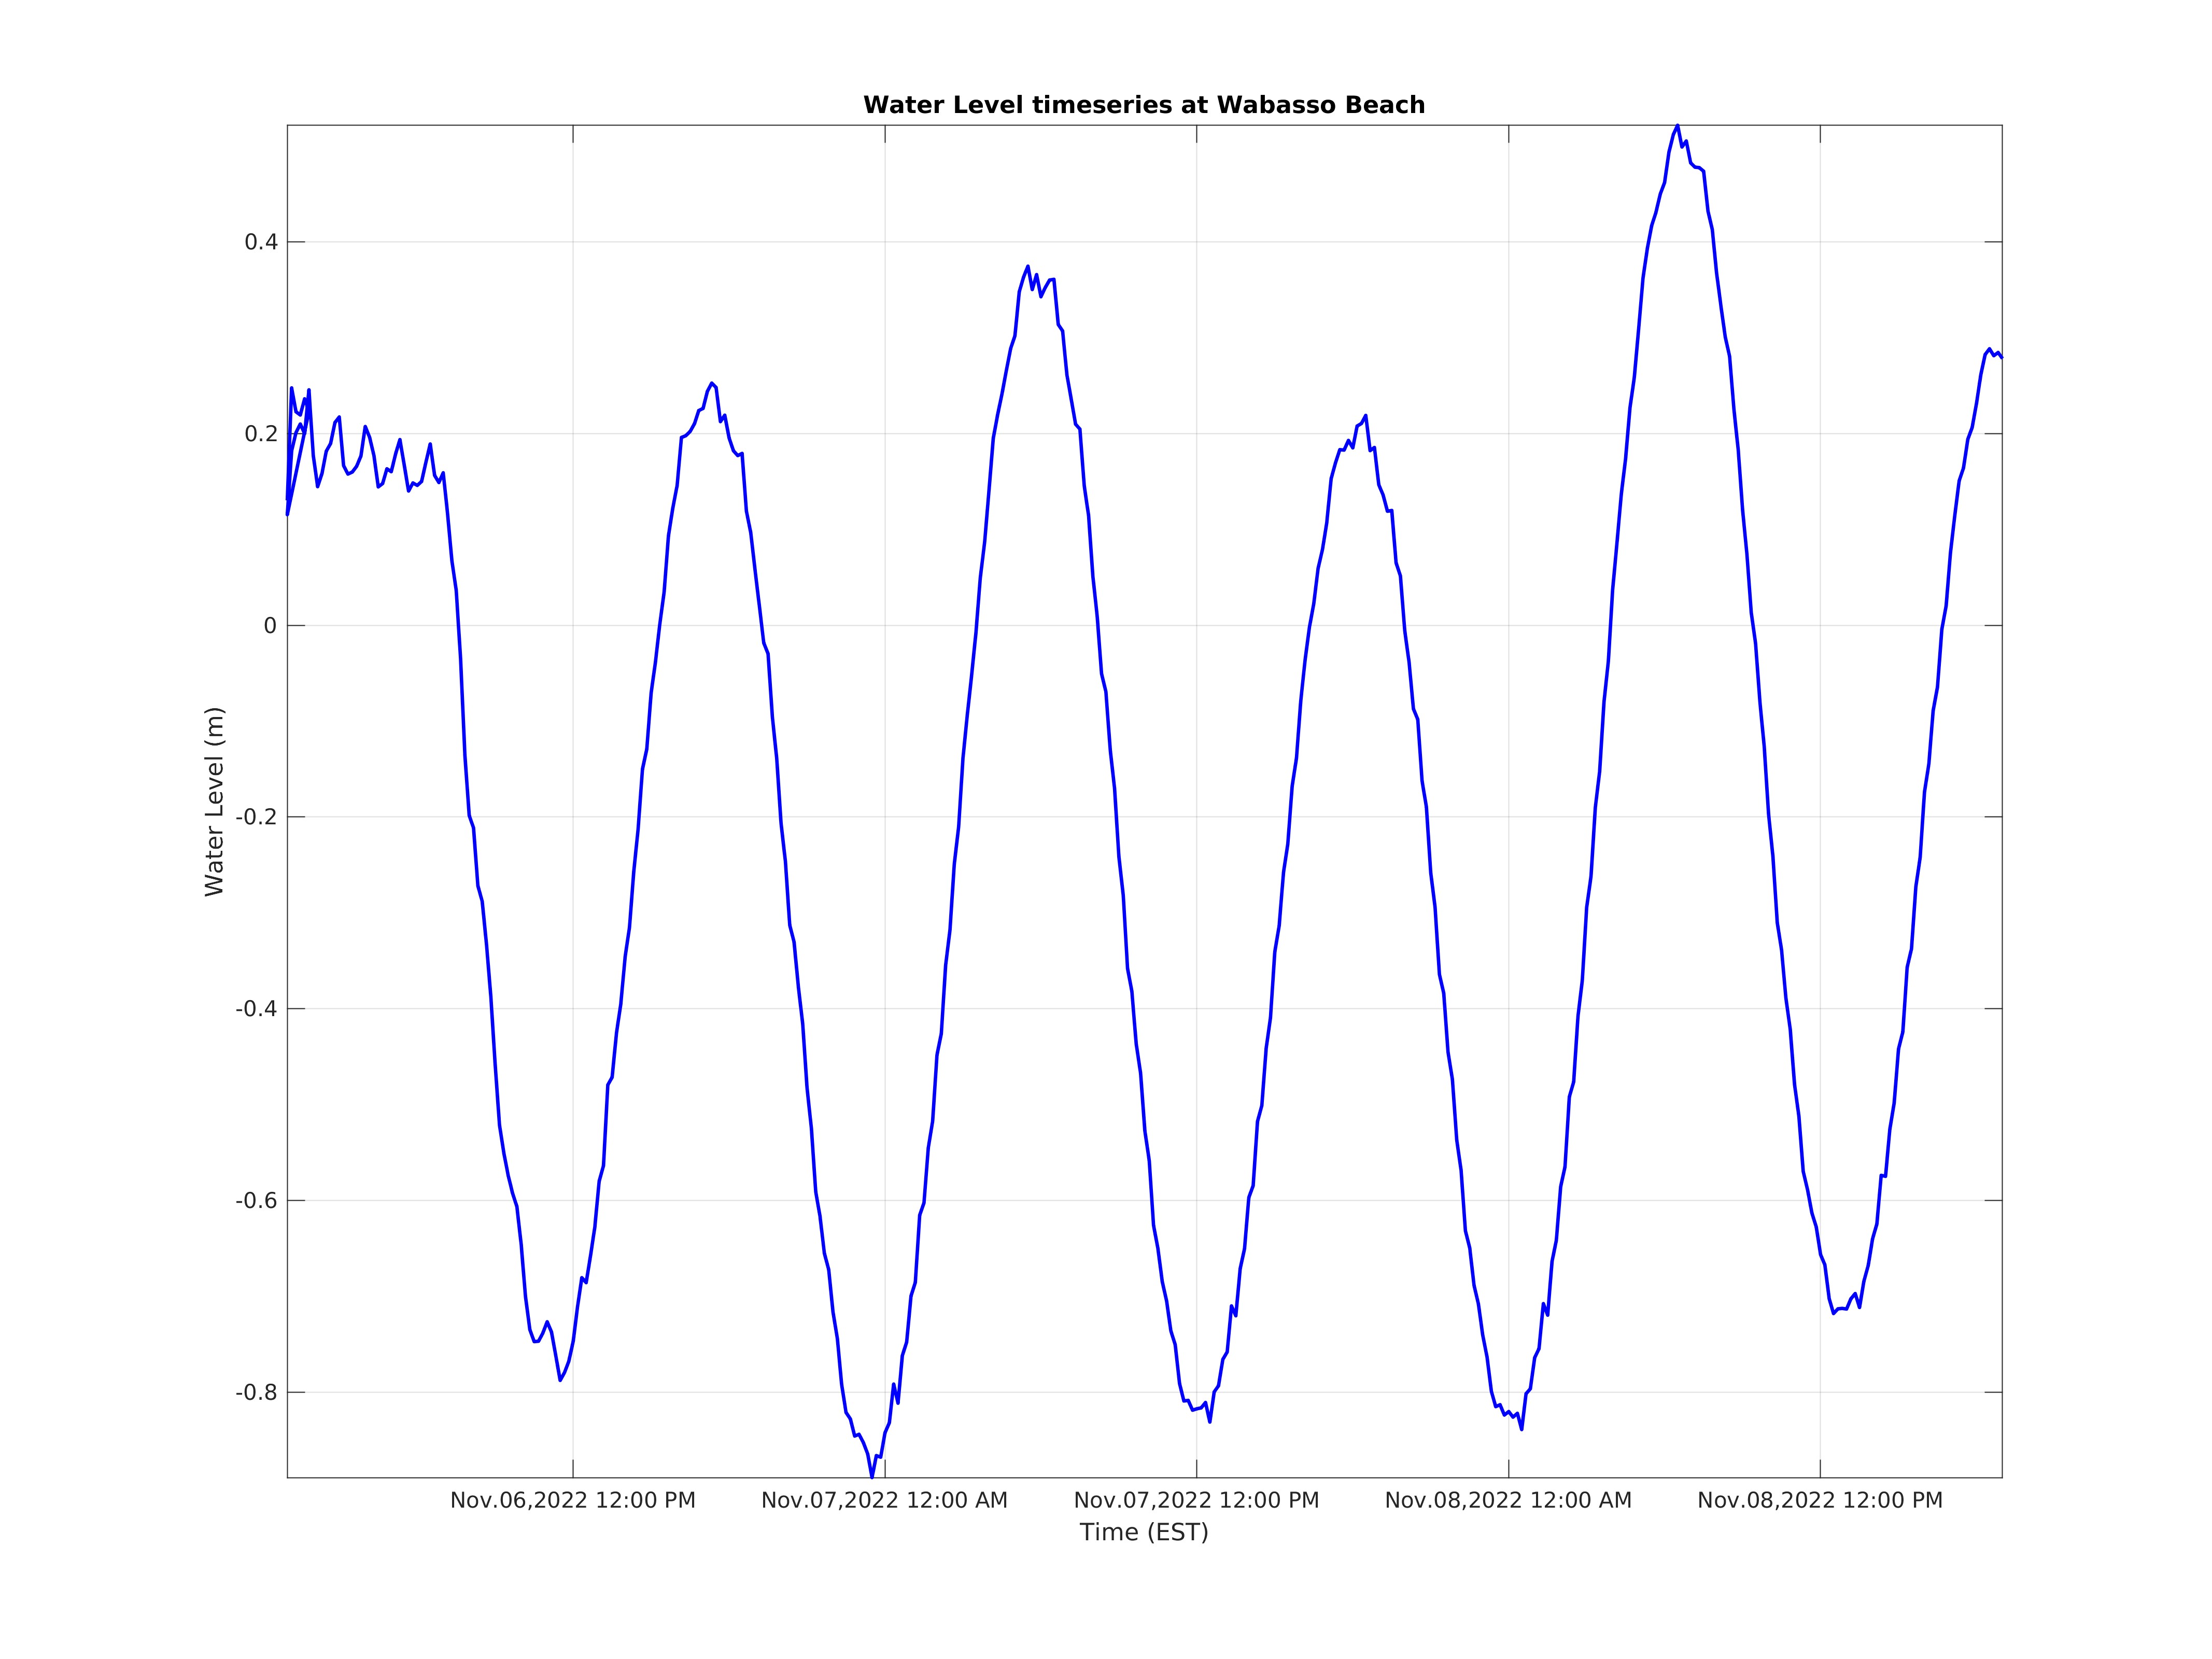 Water Level timeseries at Wabasso Beach
0.4
0.2
0
-0.2
-0.4
-0.6
-0.8
Water Level (m)
Nov.06,2022 12:00 PM
Nov.07,2022 12:00 AM
Nov.07,2022 12:00 PM
Nov.08,2022 12:00 AM
Nov.08,2022 12:00 PM
Time (EST)